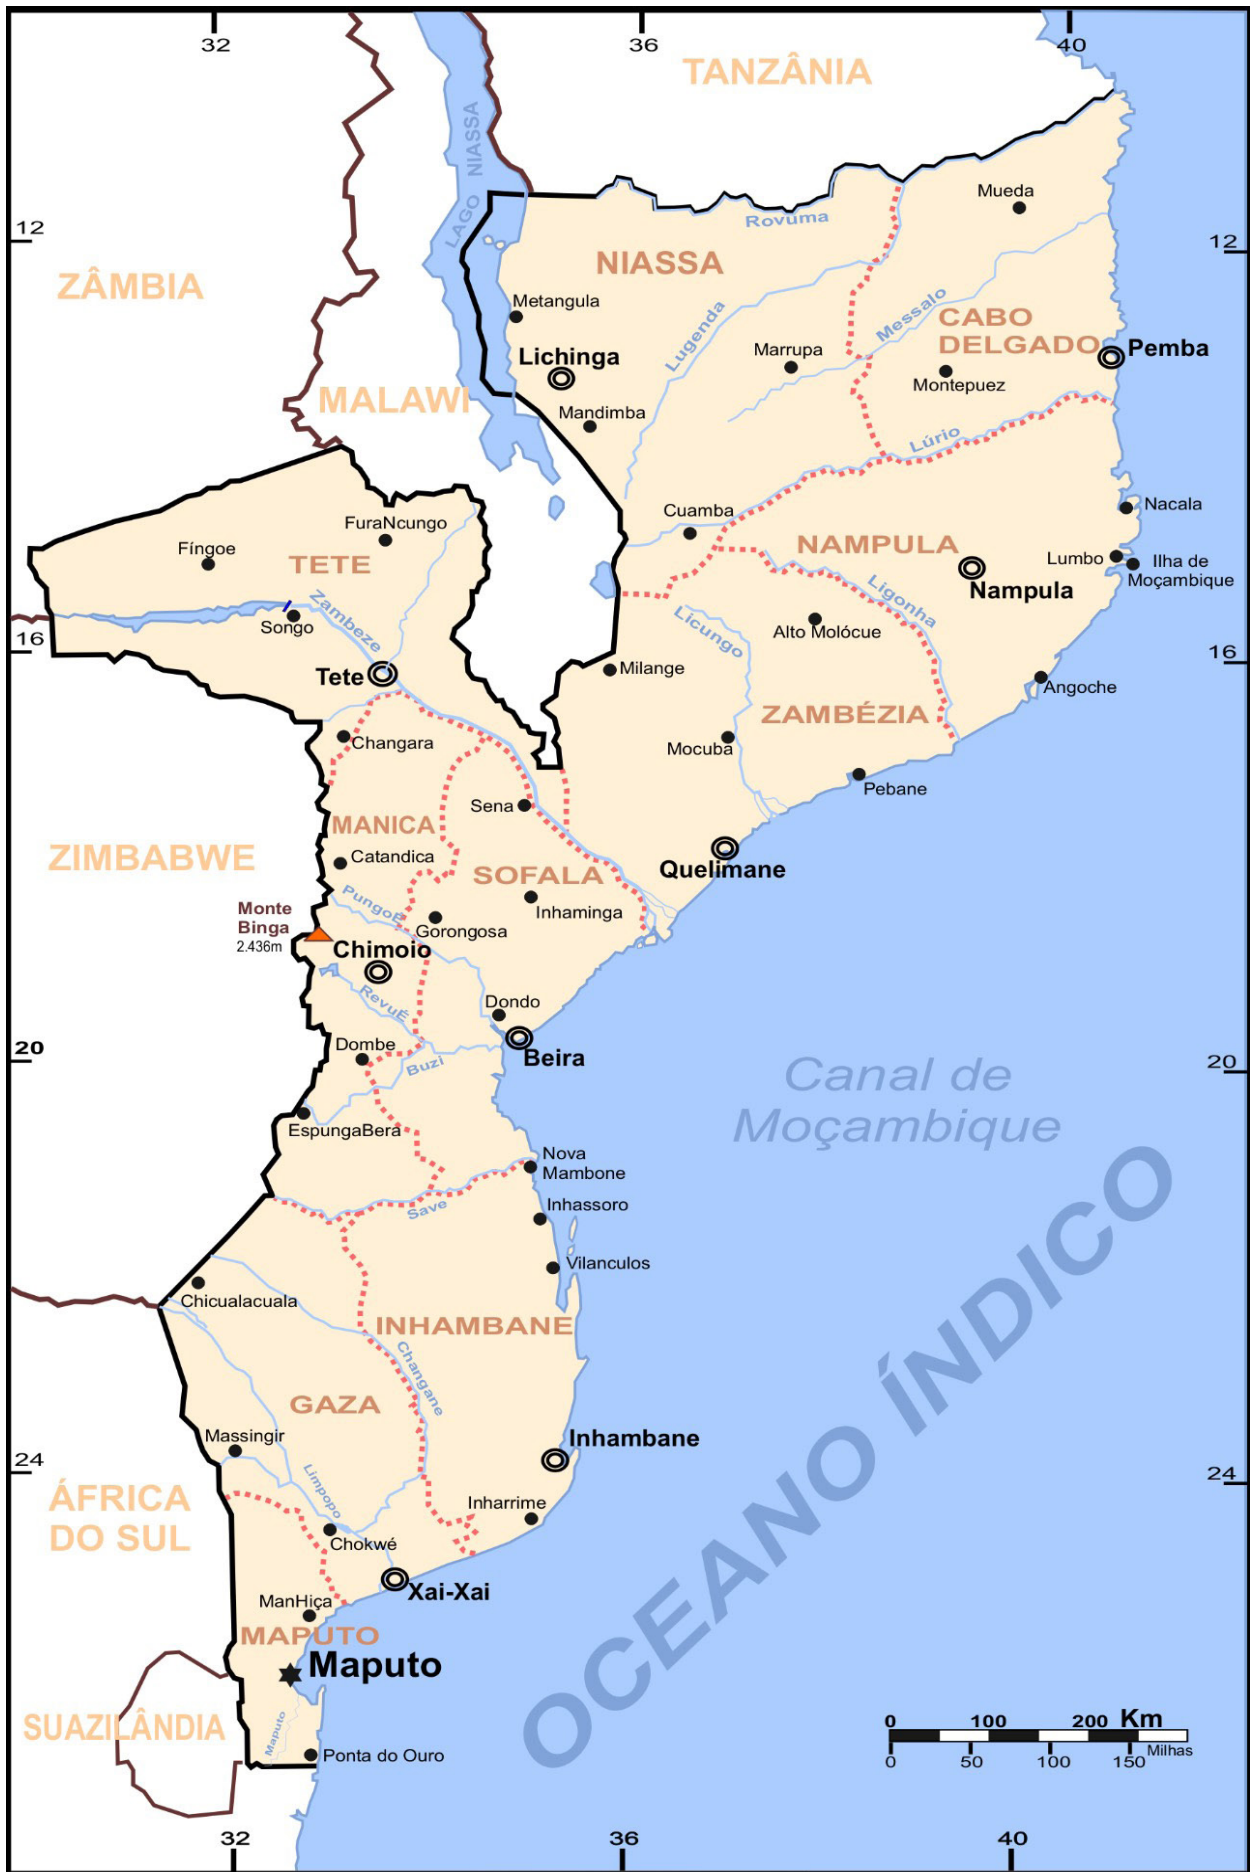 32
36
40
TANZÂNIA
LAGO NIASSA
Mueda
Rovuma
12
12
NIASSA
ZÂMBIA
Metangula
Lugenda
Messalo
CABO
DELGADO
Pemba
Lichinga
Marrupa
Montepuez
MALAWI
Mandimba
Lúrio
Nacala
Cuamba
FuraNcungo
Fíngoe
TETE
NAMPULA
Lumbo
Ilha de
Moçambique
Nampula
Ligonha
Zambeze
Songo
Licungo
Alto Molócue
16
16
Tete
Milange
Angoche
ZAMBÉZIA
Changara
Mocuba
Pebane
Sena
MANICA
ZIMBABWE
Catandica
Quelimane
SOFALA
PungoÉ
Inhaminga
Monte
Binga
2.436m
Gorongosa
Chimoio
RevuÉ
Dondo
20
Dombe
Beira
Buzi
20
Canal de
Moçambique
EspungaBera
Nova
Mambone
Save
Inhassoro
Vilanculos
Chicualacuala
INHAMBANE
Changane
GAZA
OCEANO ÍNDICO
Massingir
Inhambane
24
24
Limpopo
ÁFRICA
DO SUL
Inharrime
Chokwé
Xai-Xai
ManHiça
MAPUTO
Maputo
SUAZILÂNDIA
Maputo
Ponta do Ouro
0 100 200 Km
0 50 100 150 Milhas
32
36
40